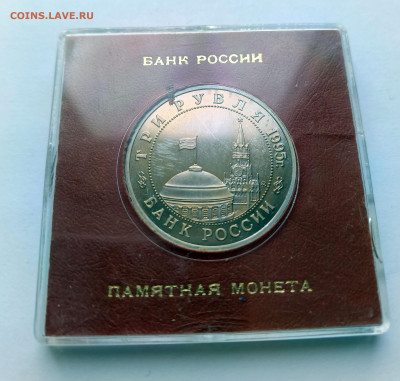 COINS.LAVE.RU
БАНК РОССИИ
ТРИ РУБЛЯ 1995г.
БАНК РОССИИ
ПАМЯТНАЯ МОНЕТА